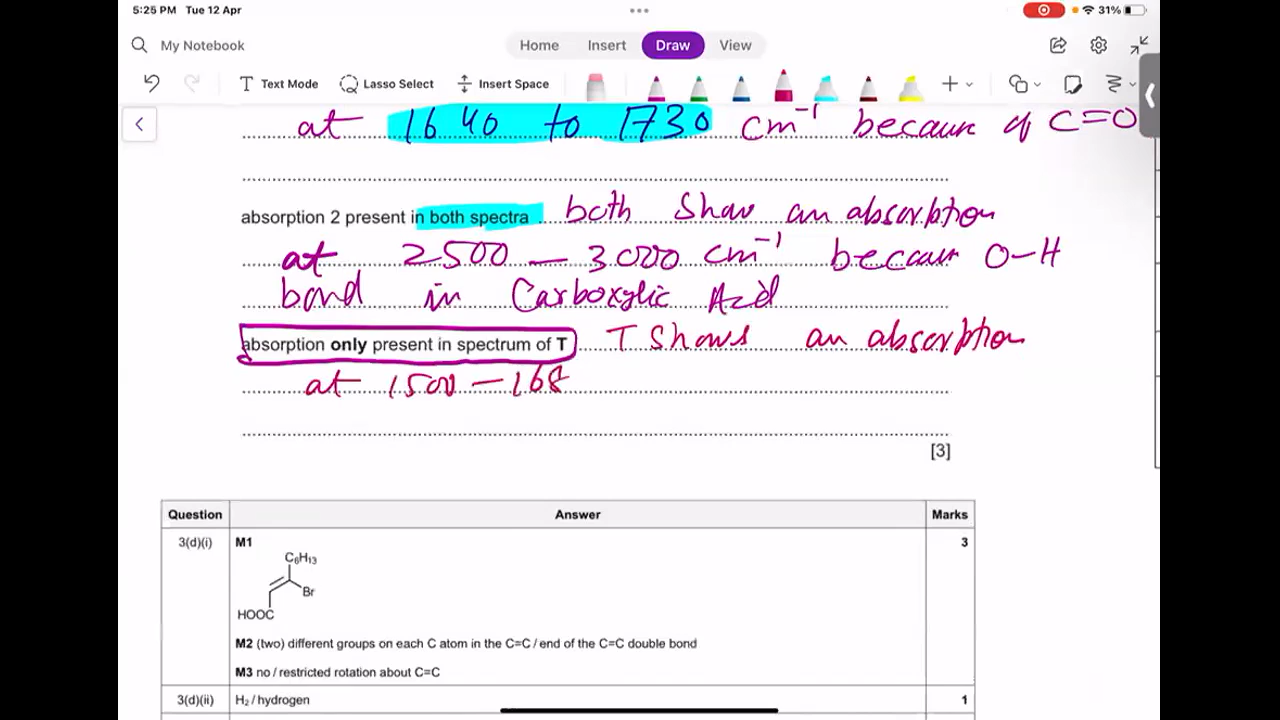 5:25 PM Tue 12 Apr
31%
My Notebook
Home Insert Draw View
Text Mode Lasso Select Insert Space
at 1640 to 1730 cm⁻¹ because of C=O
absorption 2 present in both spectra both Show an absorption
at 2500 – 3000 cm⁻¹ because O–H
bond in Carboxylic Acid
absorption only present in spectrum of T T Shows an absorption
at 1500 – 168
[3]
Question Answer Marks
3(d)(i) M1 3
C₆H₁₃
Br
HOOC
M2 (two) different groups on each C atom in the C=C / end of the C=C double bond
M3 no / restricted rotation about C=C
3(d)(ii) H₂ / hydrogen 1